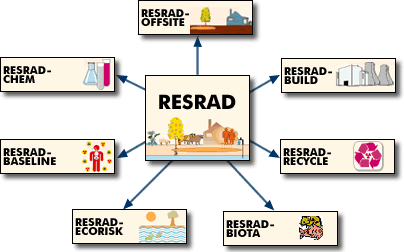 RESRAD-
OFFSITE
RESRAD-
CHEM
RESRAD-
BUILD
RESRAD
RESRAD-
BASELINE
RESRAD-
RECYCLE
RESRAD-
ECORISK
RESRAD-
BIOTA